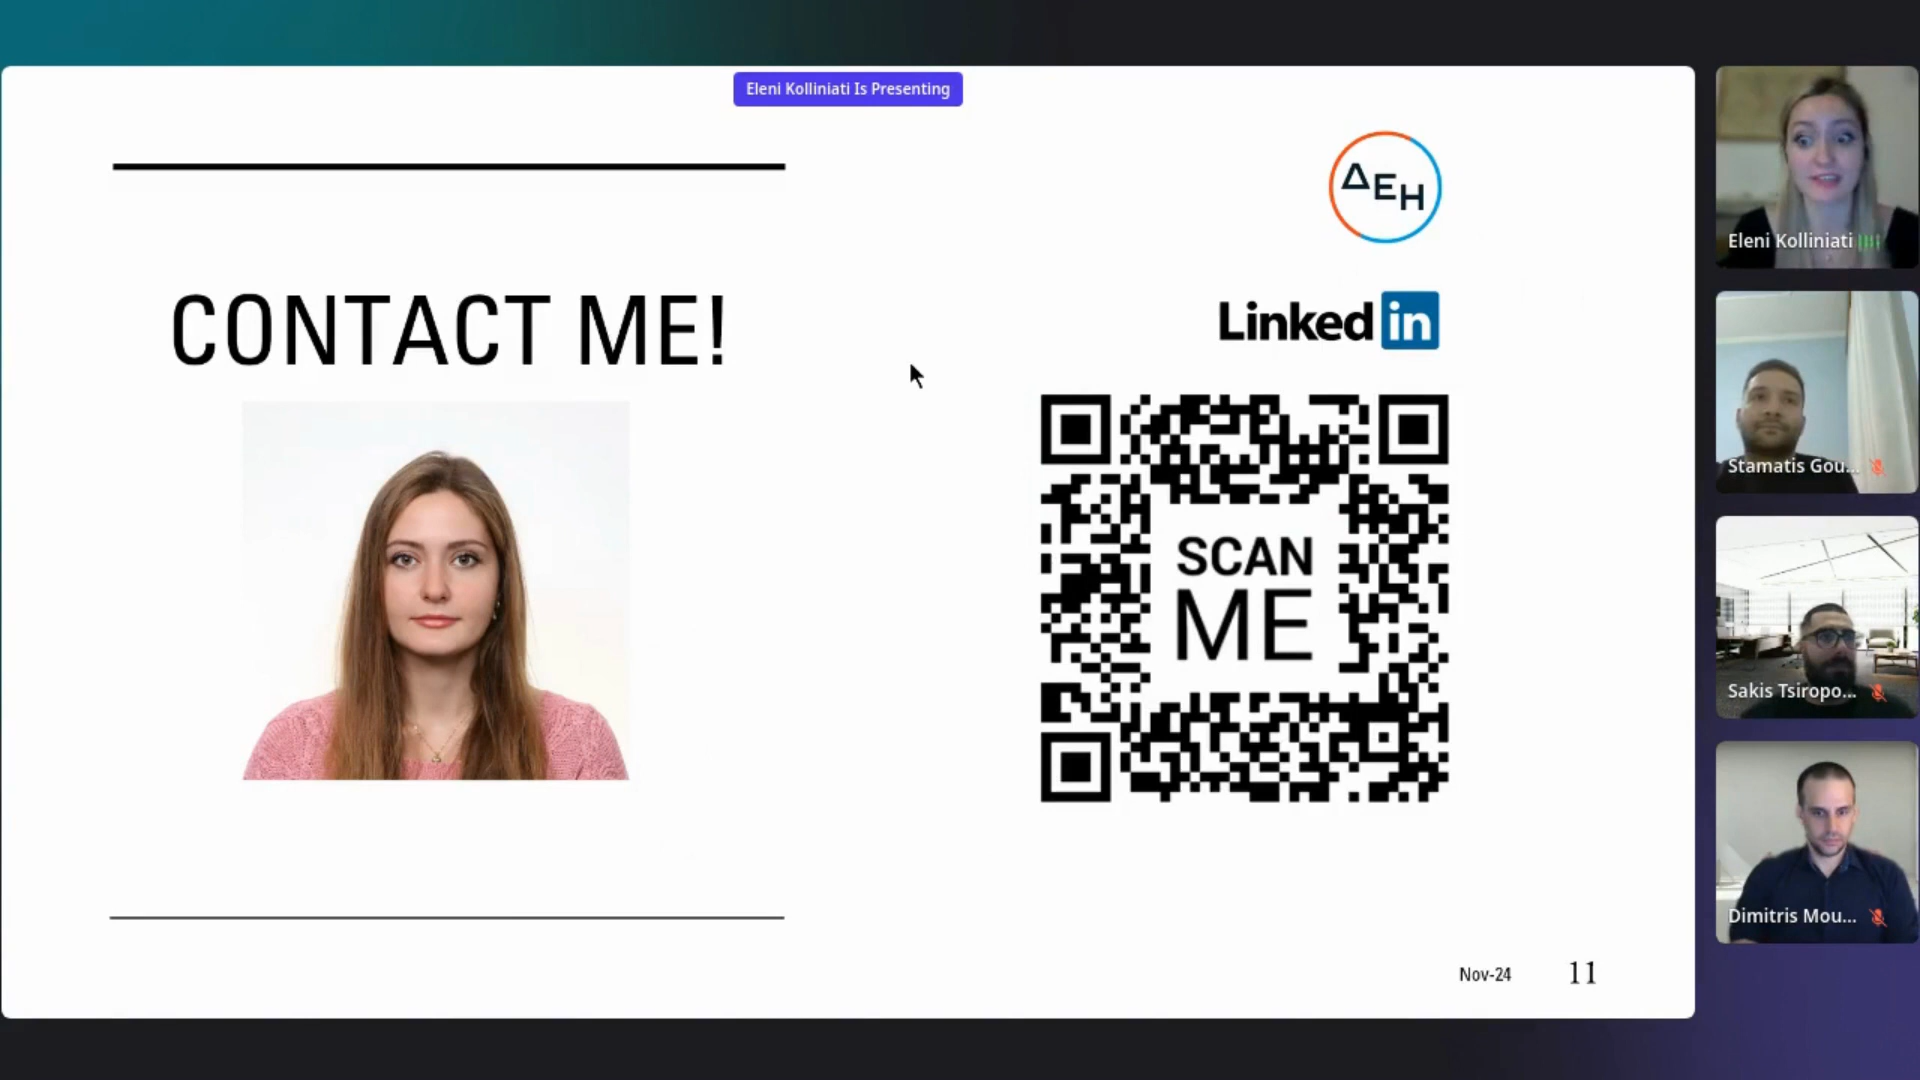 Eleni Kolliniati Is Presenting
ΔΕΗ
CONTACT ME!
Linked in
SCAN
ME
Nov-24
11
Eleni Kolliniati
Stamatis Gou...
Sakis Tsiropo...
Dimitris Mou...